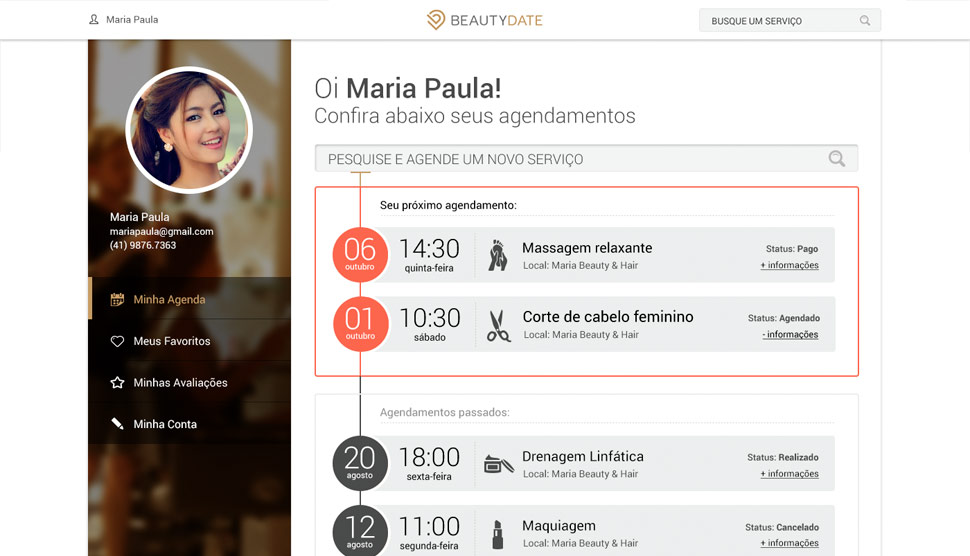 Maria Paula
BEAUTYDATE
BUSQUE UM SERVIÇO
Maria Paula
mariapaula@gmail.com
(41) 9876.7363
Minha Agenda
Meus Favoritos
Minhas Avaliações
Minha Conta
Oi Maria Paula!
Confira abaixo seus agendamentos
PESQUISE E AGENDE UM NOVO SERVIÇO
Seu próximo agendamento:
06
outubro
14:30
quinta-feira
Massagem relaxante
Local: Maria Beauty & Hair
Status: Pago
+ informações
01
outubro
10:30
sábado
Corte de cabelo feminino
Local: Maria Beauty & Hair
Status: Agendado
- informações
Agendamentos passados:
20
agosto
18:00
sexta-feira
Drenagem Linfática
Local: Maria Beauty & Hair
Status: Realizado
+ informações
12
agosto
11:00
segunda-feira
Maquiagem
Local: Maria Beauty & Hair
Status: Cancelado
+ informações